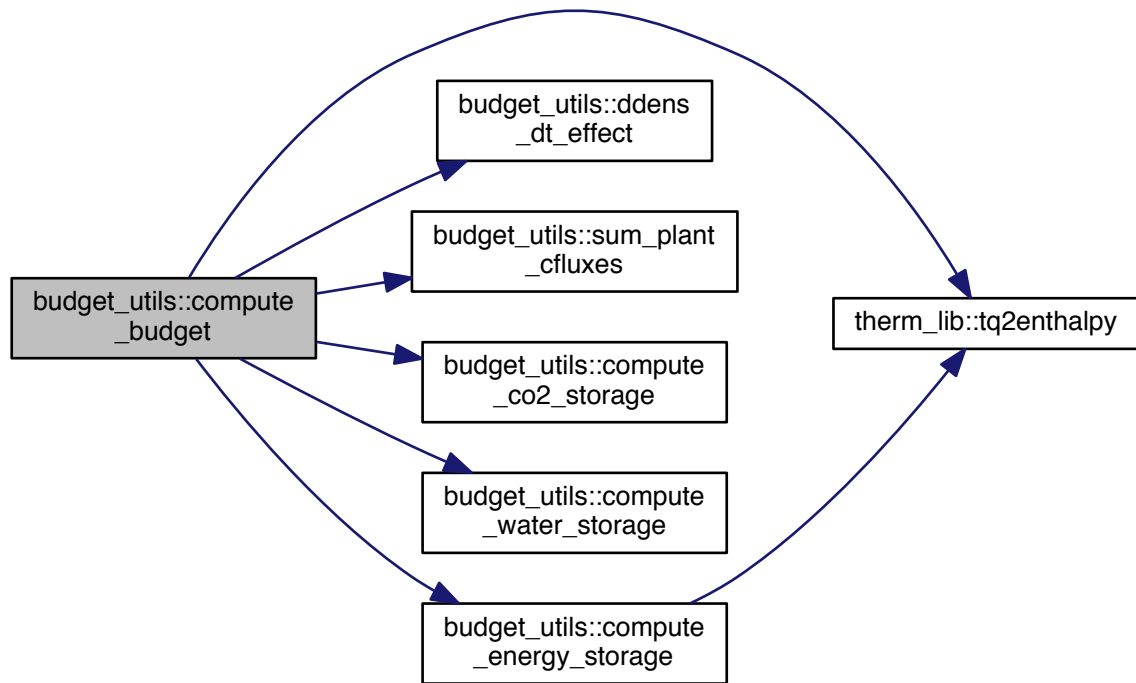 budget_utils::ddens
_dt_effect
budget_utils::sum_plant
_cfluxes
budget_utils::compute
_budget
therm_lib::tq2enthalpy
budget_utils::compute
_co2_storage
budget_utils::compute
_water_storage
budget_utils::compute
_energy_storage